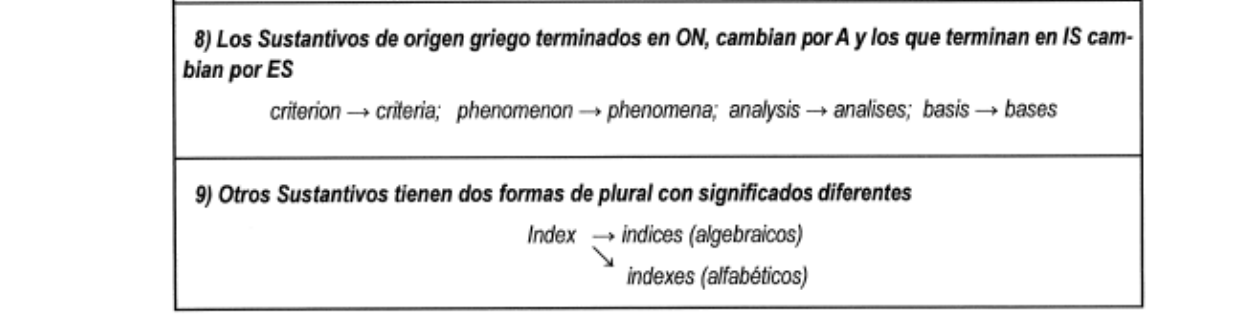 8) Los Sustantivos de origen griego terminados en ON, cambian por A y los que terminan en IS cam-
bian por ES
criterion → criteria; phenomenon → phenomena; analysis → analises; basis → bases
9) Otros Sustantivos tienen dos formas de plural con significados diferentes
Index → indices (algebraicos)
↘ indexes (alfabéticos)